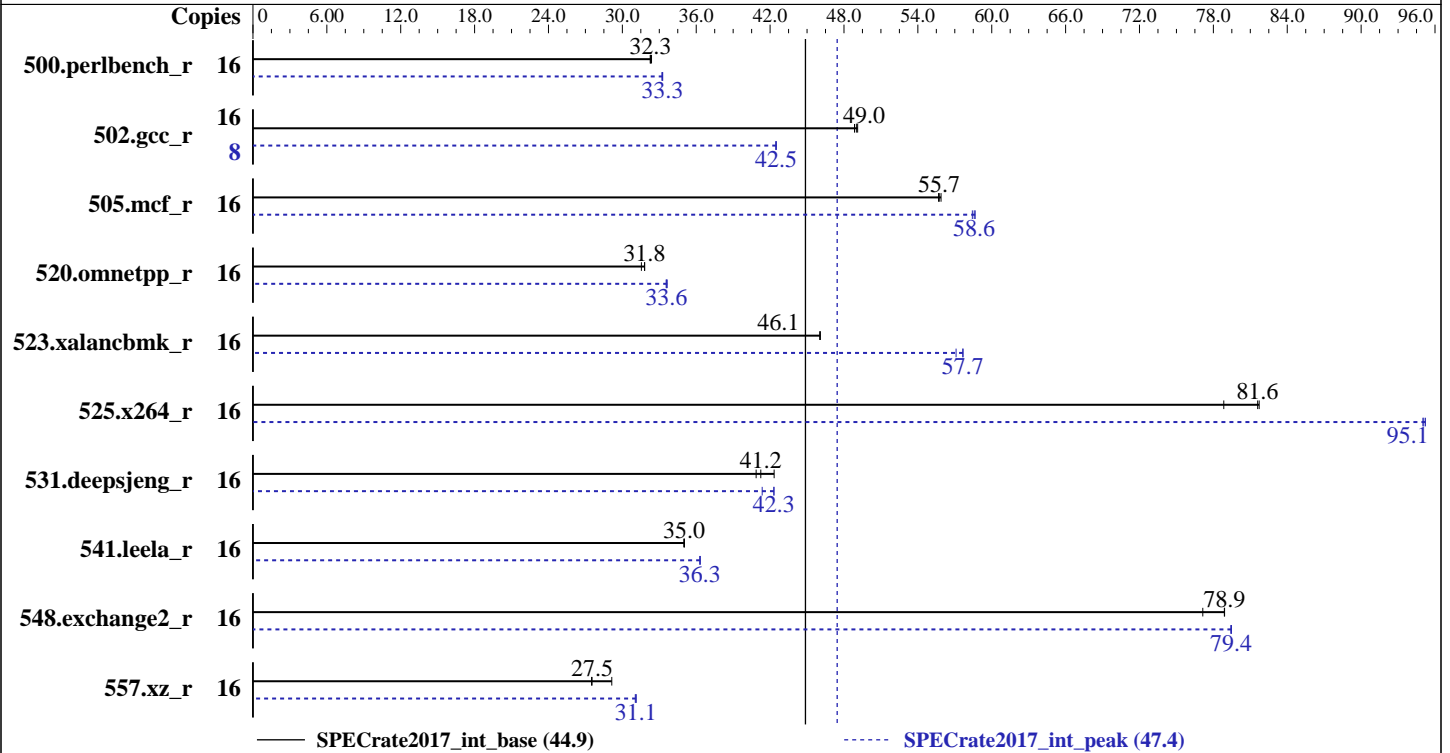 Copies 0 6.00 12.0 18.0 24.0 30.0 36.0 42.0 48.0 54.0 60.0 66.0 72.0 78.0 84.0 90.0 96.0
32.3
500.perlbench_r 16
33.3
16
49.0
502.gcc_r
8
42.5
55.7
505.mcf_r 16
58.6
31.8
520.omnetpp_r 16
33.6
46.1
523.xalancbmk_r 16
57.7
81.6
525.x264_r 16
95.1
41.2
531.deepsjeng_r 16
42.3
35.0
541.leela_r 16
36.3
78.9
548.exchange2_r 16
79.4
27.5
557.xz_r 16
31.1
SPECrate2017_int_base (44.9) SPECrate2017_int_peak (47.4)